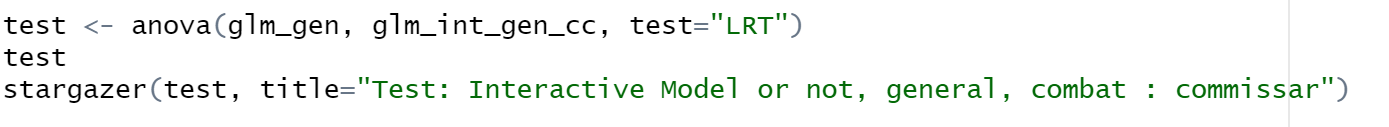 test <- anova(glm_gen, glm_int_gen_cc, test="LRT")
test
stargazer(test, title="Test: Interactive Model or not, general, combat : commissar")